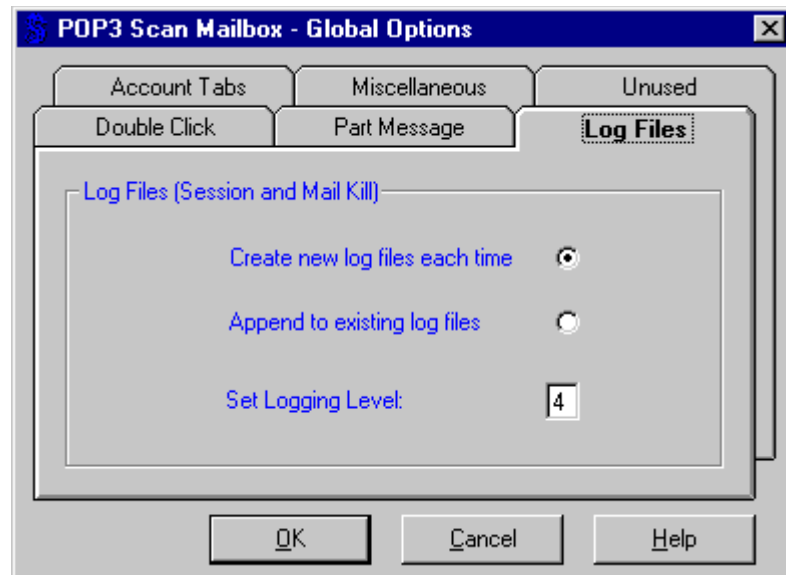 POP3 Scan Mailbox - Global Options
Account Tabs Miscellaneous Unused
Double Click Part Message Log Files
Log Files (Session and Mail Kill)
Create new log files each time
Append to existing log files
Set Logging Level: 4
OK Cancel Help